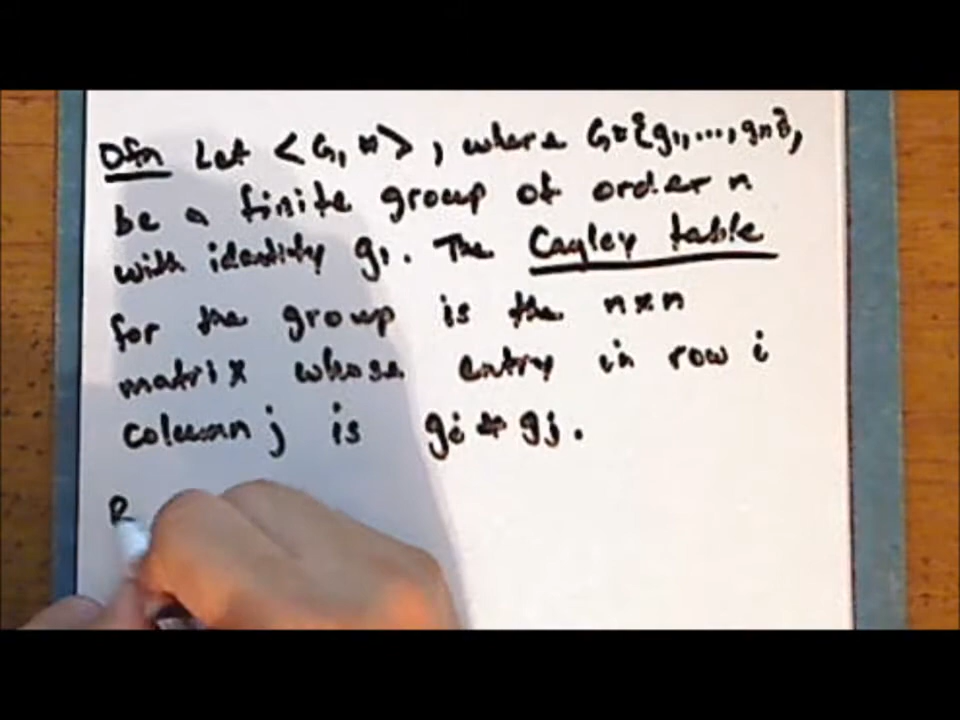 Dfn Let <G, *>, where G = {g1, ..., gn},
be a finite group of order n
with identity g1. The Cayley table
for the group is the n×n
matrix whose entry in row i
column j is gi * gj.
R